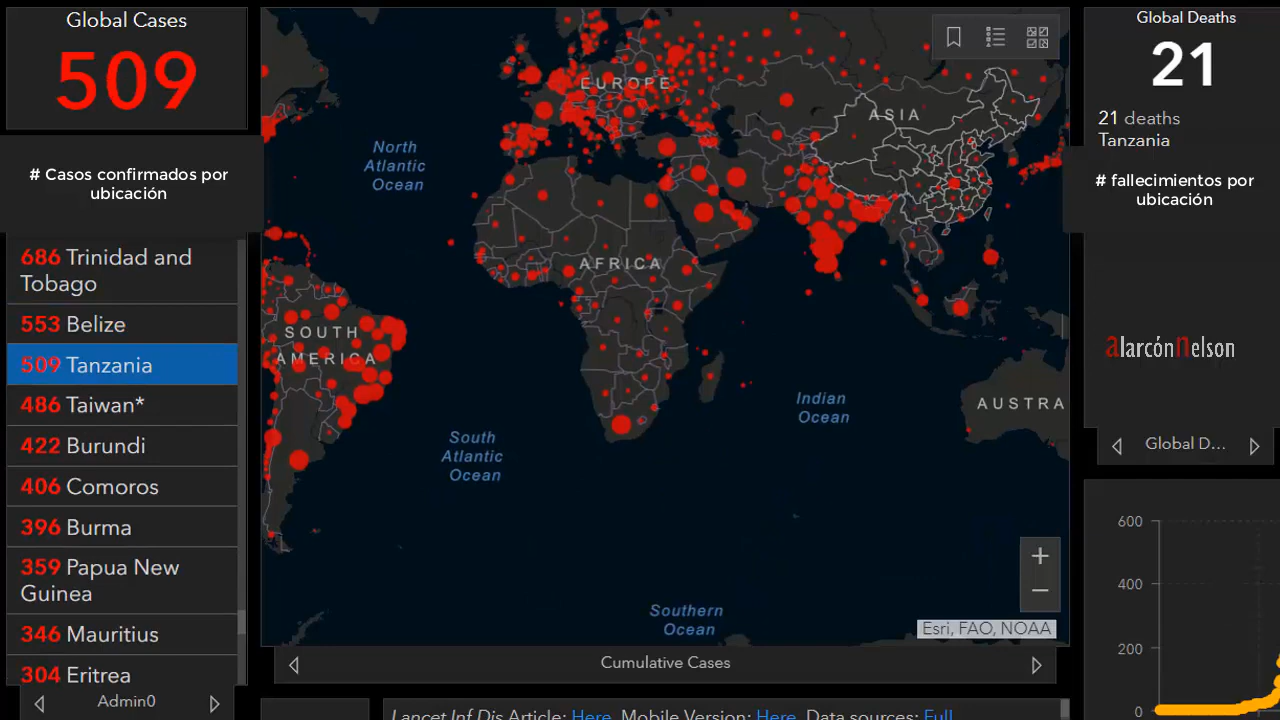 Global Cases
509
# Casos confirmados por
ubicación
686 Trinidad and
Tobago
553 Belize
509 Tanzania
486 Taiwan*
422 Burundi
406 Comoros
396 Burma
359 Papua New
Guinea
346 Mauritius
304 Eritrea
Admin0
EUROPE
ASIA
North
Atlantic
Ocean
AFRICA
SOUTH
AMERICA
Indian
Ocean
AUSTRA
South
Atlantic
Ocean
Southern
Ocean
+
−
Esri, FAO, NOAA
Cumulative Cases
Lancet Inf Dis Article: Here. Mobile Version: Here. Data sources: Full
Global Deaths
21
21 deaths
Tanzania
# fallecimientos por
ubicación
alarcónnelson
Global D...
600
400
200
0